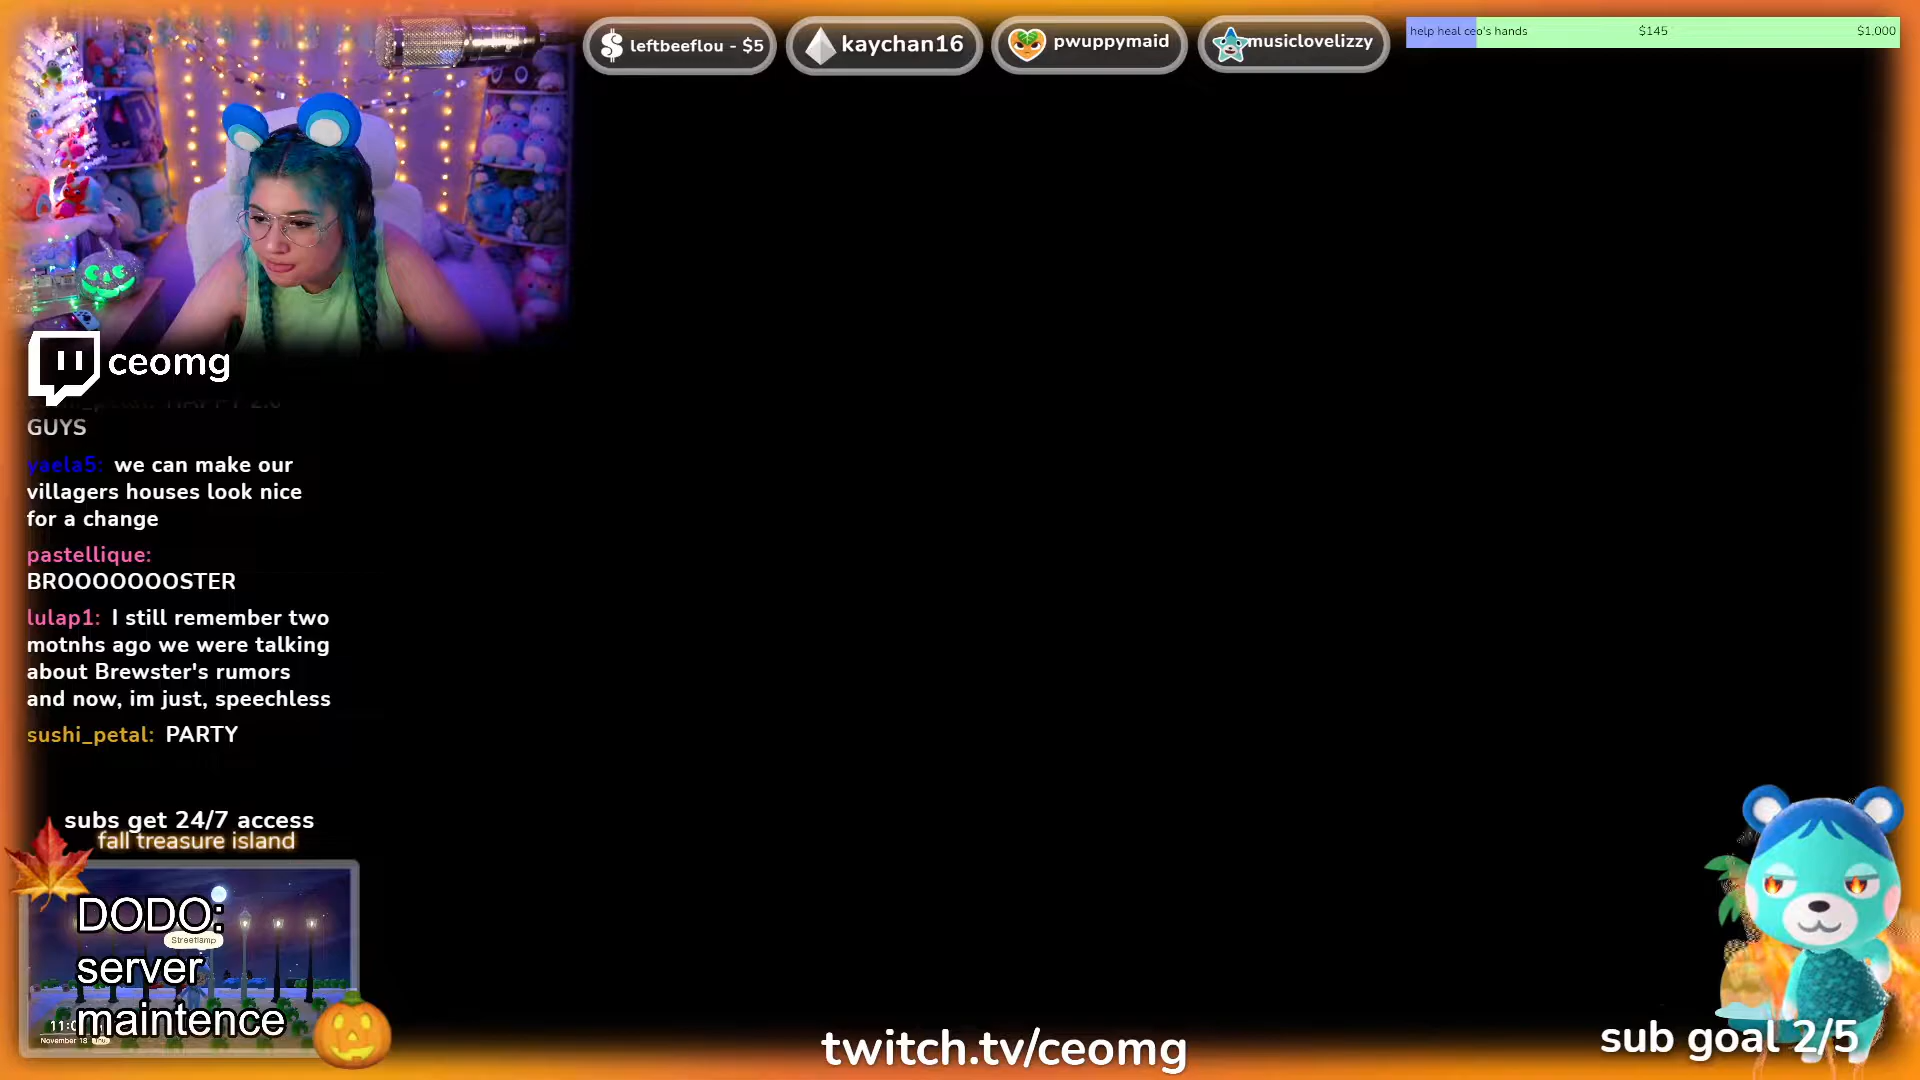 leftbeeflou - $5
kaychan16
pwuppymaid
musiclovelizzy
help heal ceo's hands
$145
$1,000
ceomg
GUYS
yaela5: we can make our
villagers houses look nice
for a change
pastellique:
BROOOOOOOSTER
lulap1: I still remember two
motnhs ago we were talking
about Brewster's rumors
and now, im just, speechless
sushi_petal: PARTY
subs get 24/7 access
fall treasure island
DODO:
Streetlamp
server
maintence
November 18
twitch.tv/ceomg
sub goal 2/5